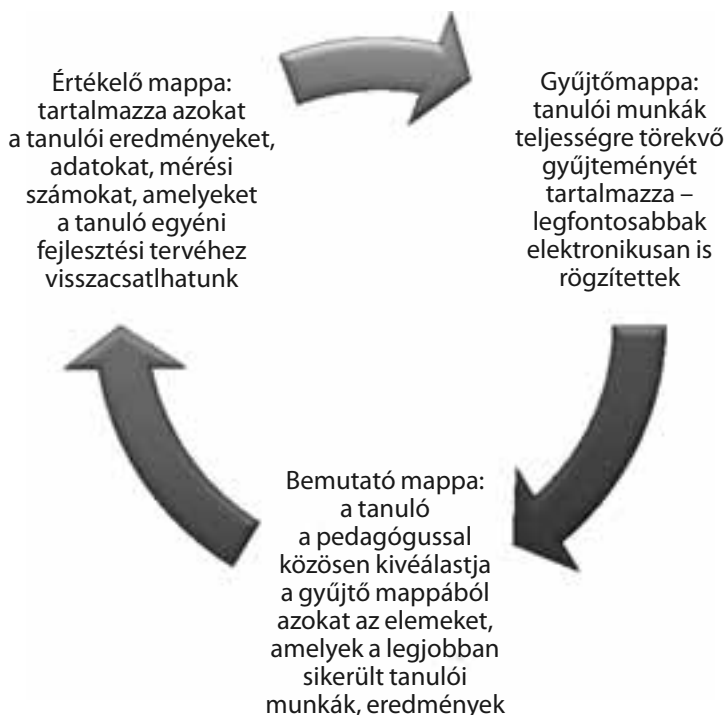 Értékelő mappa:
tartalmazza azokat
a tanulói eredményeket,
adatokat, mérési
számokat, amelyeket
a tanuló egyéni
fejlesztési tervéhez
visszacsatlhatunk
Gyűjtőmappa:
tanulói munkák
teljességre törekvő
gyűjteményét
tartalmazza –
legfontosabbak
elektronikusan is
rögzítettek
Bemutató mappa:
a tanuló
a pedagógussal
közösen kivéálastja
a gyűjtő mappából
azokat az elemeket,
amelyek a legjobban
sikerült tanulói
munkák, eredmények